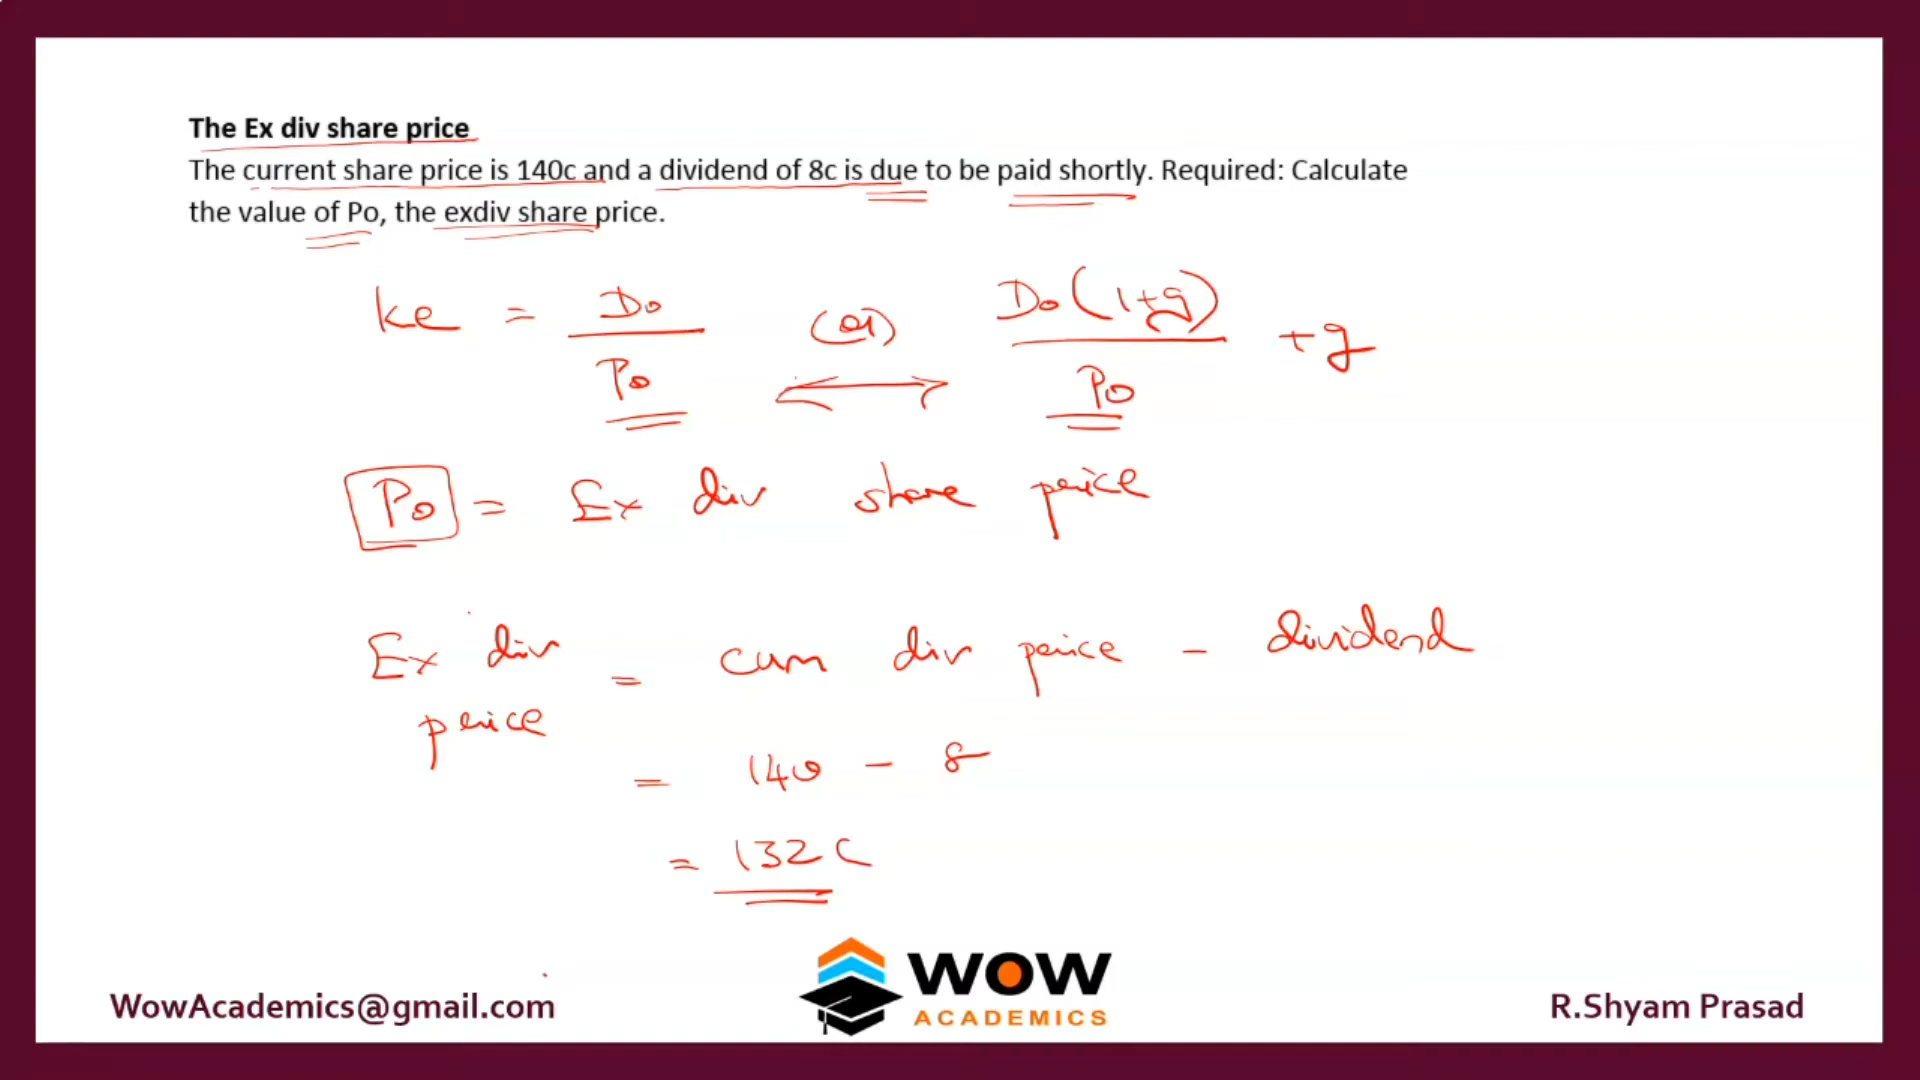 The Ex div share price
The current share price is 140c and a dividend of 8c is due to be paid shortly. Required: Calculate
the value of Po, the exdiv share price.
ke = Do / Po (or) Do(1+g) / Po + g
Po = Ex div share price
Ex div price = cum div price - dividend
= 140 - 8
= 132c
WowAcademics@gmail.com
WOW
ACADEMICS
R.Shyam Prasad